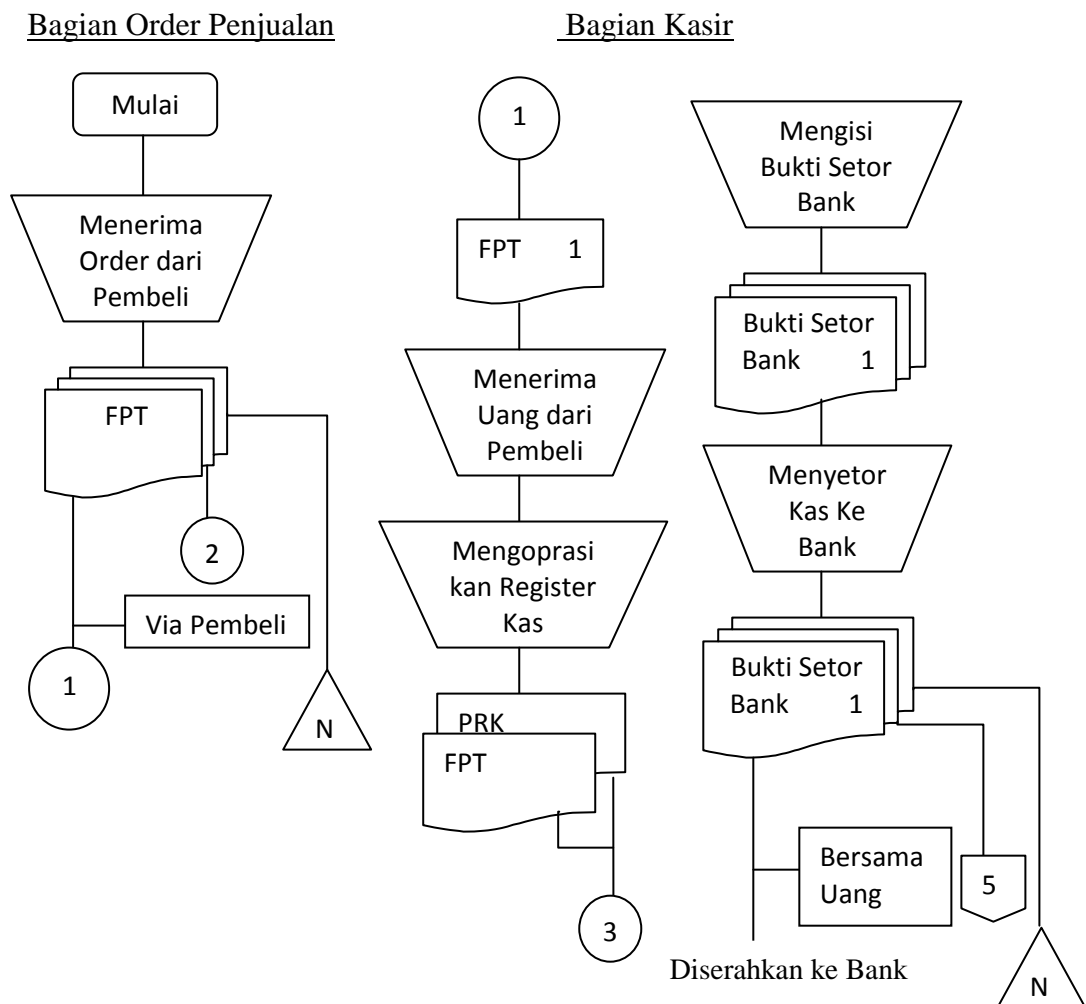 Bagian Order Penjualan
Bagian Kasir
Mulai
Menerima
Order dari
Pembeli
FPT
2
Via Pembeli
1
N
1
FPT 1
Menerima
Uang dari
Pembeli
Mengoprasi
kan Register
Kas
PRK
FPT
3
Mengisi
Bukti Setor
Bank
Bukti Setor
Bank 1
Menyetor
Kas Ke
Bank
Bukti Setor
Bank 1
Bersama
Uang
5
Diserahkan ke Bank
N